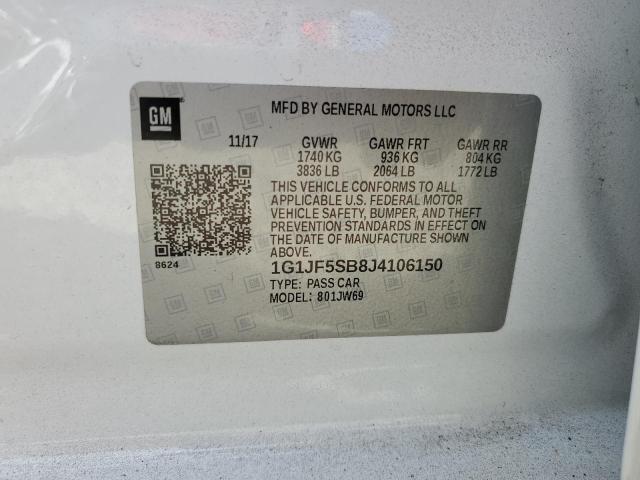 GM
MFD BY GENERAL MOTORS LLC
11/17 GVWR GAWR FRT GAWR RR
1740 KG 936 KG 804 KG
3836 LB 2064 LB 1772 LB
THIS VEHICLE CONFORMS TO ALL
APPLICABLE U.S. FEDERAL MOTOR
VEHICLE SAFETY, BUMPER, AND THEFT
PREVENTION STANDARDS IN EFFECT ON
THE DATE OF MANUFACTURE SHOWN
ABOVE.
8624
1G1JF5SB8J4106150
TYPE: PASS CAR
MODEL: 801JW69